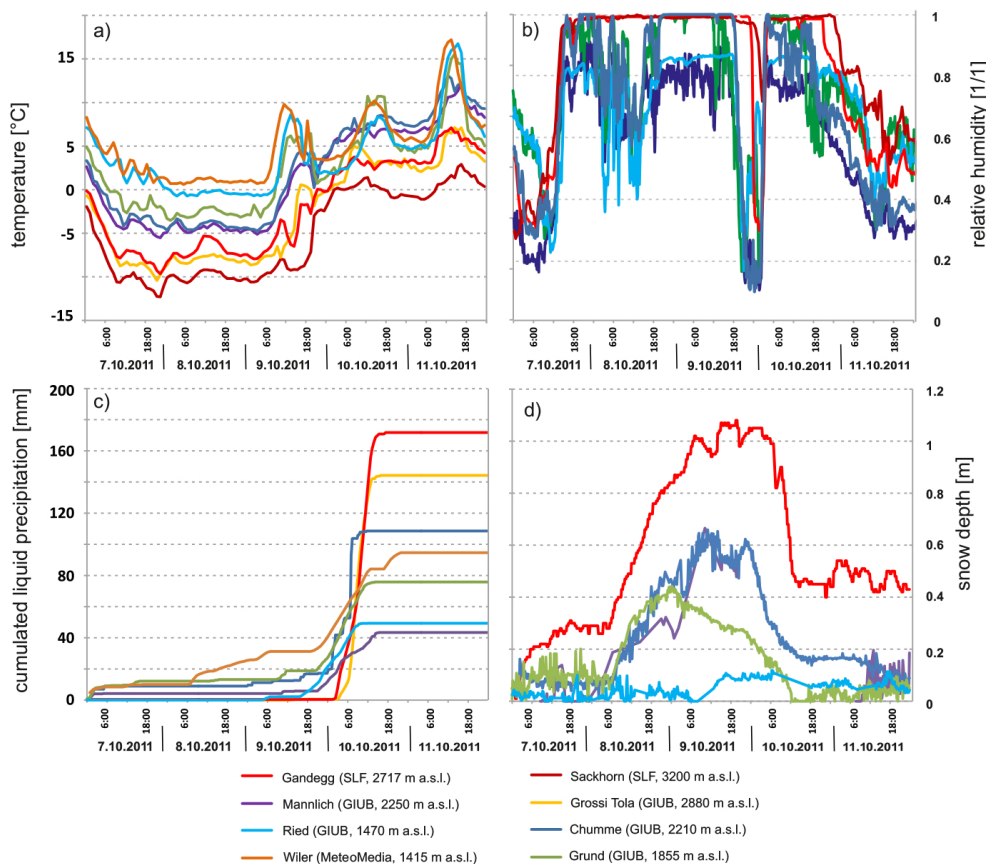 a)
temperature [°C]
15
5
0
-5
-15
6:00 18:00 6:00 18:00 6:00 18:00 6:00 18:00 6:00 18:00
7.10.2011 8.10.2011 9.10.2011 10.10.2011 11.10.2011
b)
relative humidity [1/1]
1
0.8
0.6
0.4
0.2
0
6:00 18:00 6:00 18:00 6:00 18:00 6:00 18:00 6:00 18:00
7.10.2011 8.10.2011 9.10.2011 10.10.2011 11.10.2011
c)
cumulated liquid precipitation [mm]
200
160
120
80
40
0
6:00 18:00 6:00 18:00 6:00 18:00 6:00 18:00 6:00 18:00
7.10.2011 8.10.2011 9.10.2011 10.10.2011 11.10.2011
d)
snow depth [m]
1.2
1
0.8
0.6
0.4
0.2
0
6:00 18:00 6:00 18:00 6:00 18:00 6:00 18:00 6:00 18:00
7.10.2011 8.10.2011 9.10.2011 10.10.2011 11.10.2011
Gandegg (SLF, 2717 m a.s.l.)
Mannlich (GIUB, 2250 m a.s.l.)
Ried (GIUB, 1470 m a.s.l.)
Wiler (MeteoMedia, 1415 m a.s.l.)
Sackhorn (SLF, 3200 m a.s.l.)
Grossi Tola (GIUB, 2880 m a.s.l.)
Chumme (GIUB, 2210 m a.s.l.)
Grund (GIUB, 1855 m a.s.l.)